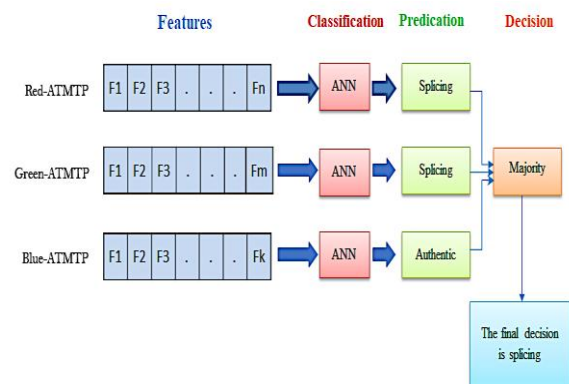 Features Classification Predication Decision
Red-ATMTP F1 F2 F3 . . . Fn ANN Splicing
Green-ATMTP F1 F2 F3 . . . Fm ANN Splicing Majority
Blue-ATMTP F1 F2 F3 . . . Fk ANN Authentic
The final decision
is splicing